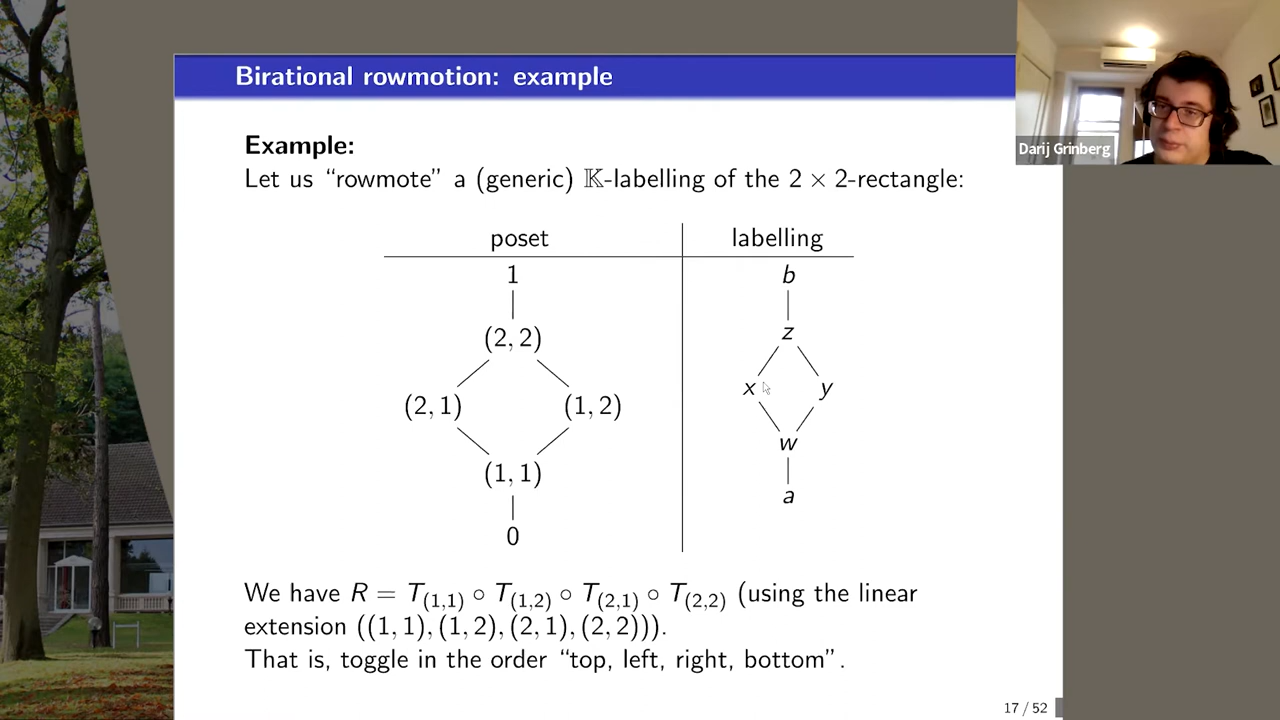 Birational rowmotion: example
Darij Grinberg
Example:
Let us “rowmote” a (generic) 𝕂-labelling of the 2 × 2-rectangle:
poset labelling
1 b
(2, 2) z
(2, 1) (1, 2) x y
(1, 1) w
0 a
We have R = T(1,1) ∘ T(1,2) ∘ T(2,1) ∘ T(2,2) (using the linear
extension ((1, 1), (1, 2), (2, 1), (2, 2))).
That is, toggle in the order “top, left, right, bottom”.
17 / 52